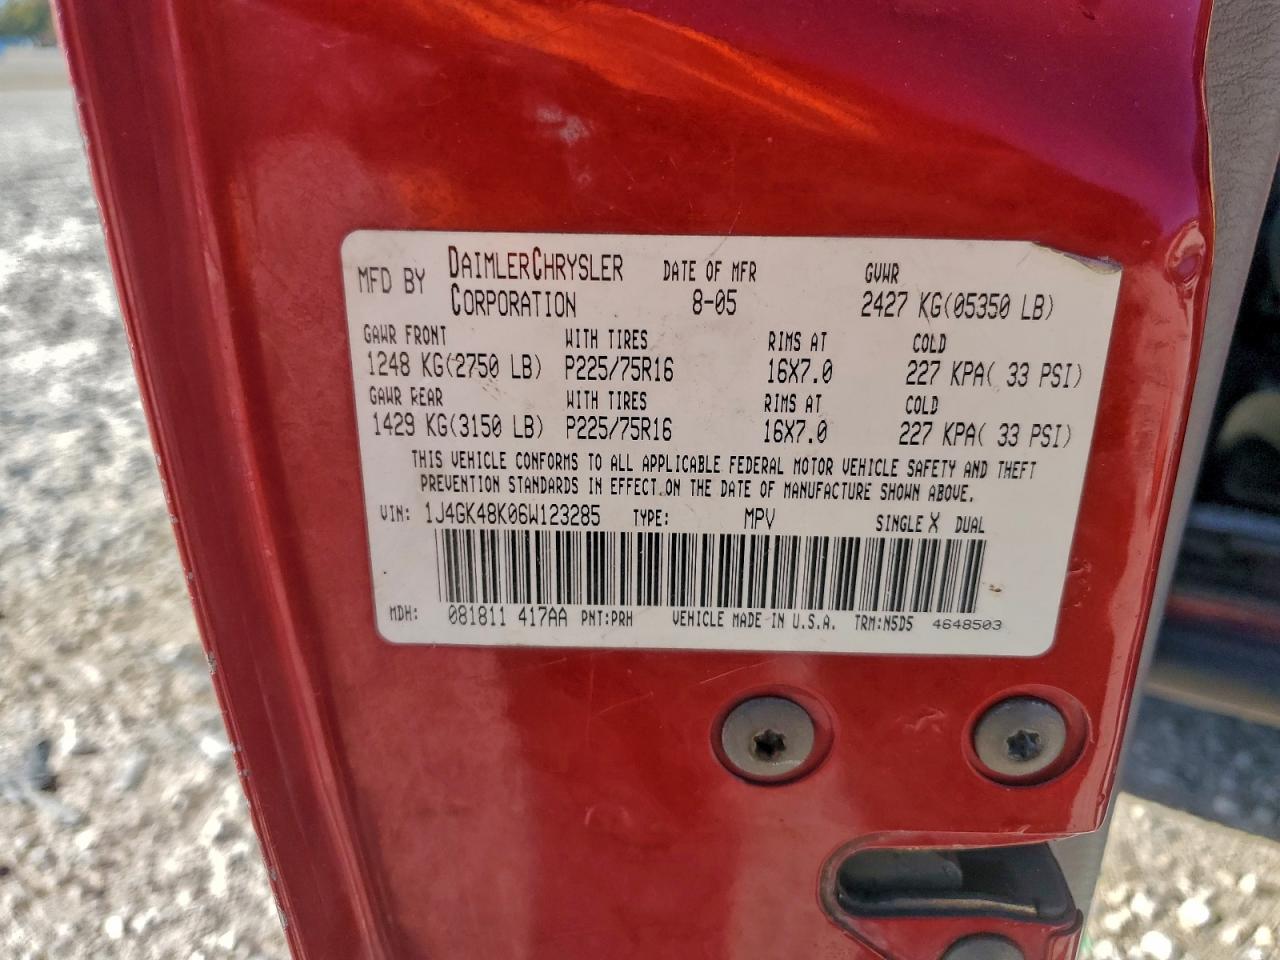 MFD BY DAIMLERCHRYSLER CORPORATION DATE OF MFR 8-05 GVWR 2427 KG(05350 LB)
GAWR FRONT WITH TIRES RIMS AT COLD
1248 KG(2750 LB) P225/75R16 16X7.0 227 KPA( 33 PSI)
GAWR REAR WITH TIRES RIMS AT COLD
1429 KG(3150 LB) P225/75R16 16X7.0 227 KPA( 33 PSI)
THIS VEHICLE CONFORMS TO ALL APPLICABLE FEDERAL MOTOR VEHICLE SAFETY AND THEFT
PREVENTION STANDARDS IN EFFECT ON THE DATE OF MANUFACTURE SHOWN ABOVE.
VIN: 1J4GK48K06W123285 TYPE: MPV SINGLE X DUAL
MDH: 081811 417AA PNT:PRH VEHICLE MADE IN U.S.A. TRM:N5D5 4648503